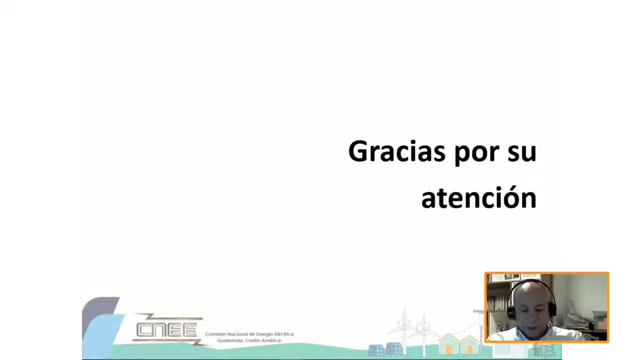 Gracias por su
atención
CNEE
Comisión Nacional de Energía Eléctrica
Guatemala, Centro América